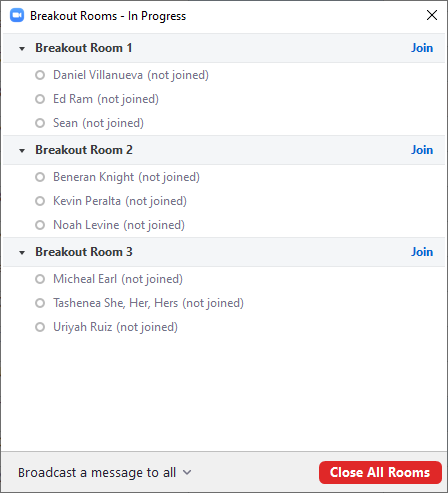 Breakout Rooms - In Progress
Breakout Room 1 Join
Daniel Villanueva (not joined)
Ed Ram (not joined)
Sean (not joined)
Breakout Room 2 Join
Beneran Knight (not joined)
Kevin Peralta (not joined)
Noah Levine (not joined)
Breakout Room 3 Join
Micheal Earl (not joined)
Tashenea She, Her, Hers (not joined)
Uriyah Ruiz (not joined)
Broadcast a message to all Close All Rooms